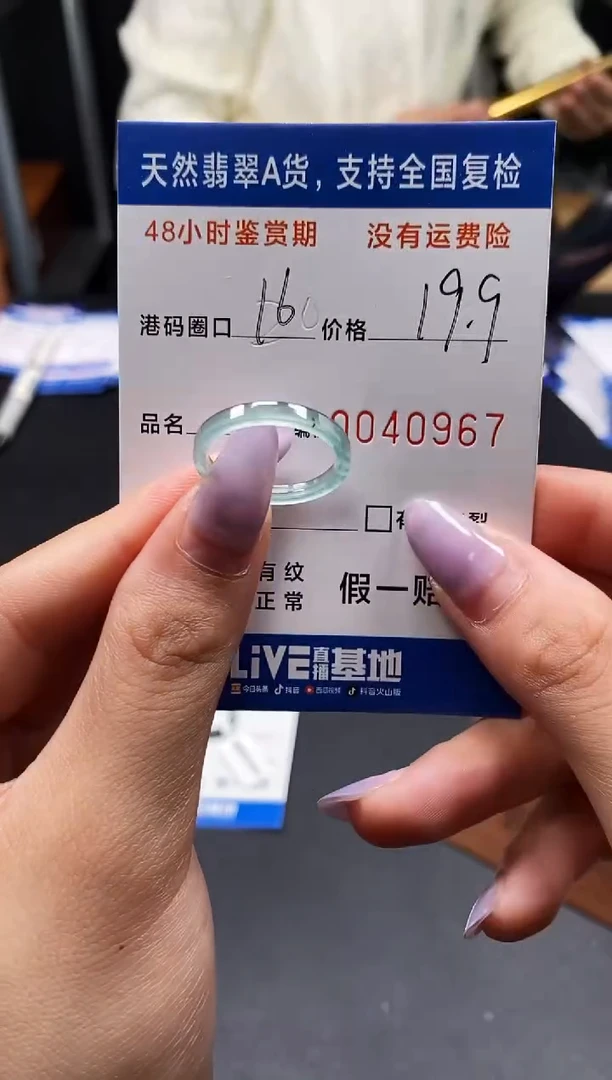 天然翡翠A货，支持全国复检
48小时鉴赏期 没有运费险
港码圈口 16 价格 19.9
品名 0040967
有纹
正常 假一赔
LiVE直播基地
今日头条 抖音 西瓜视频 抖音火山版